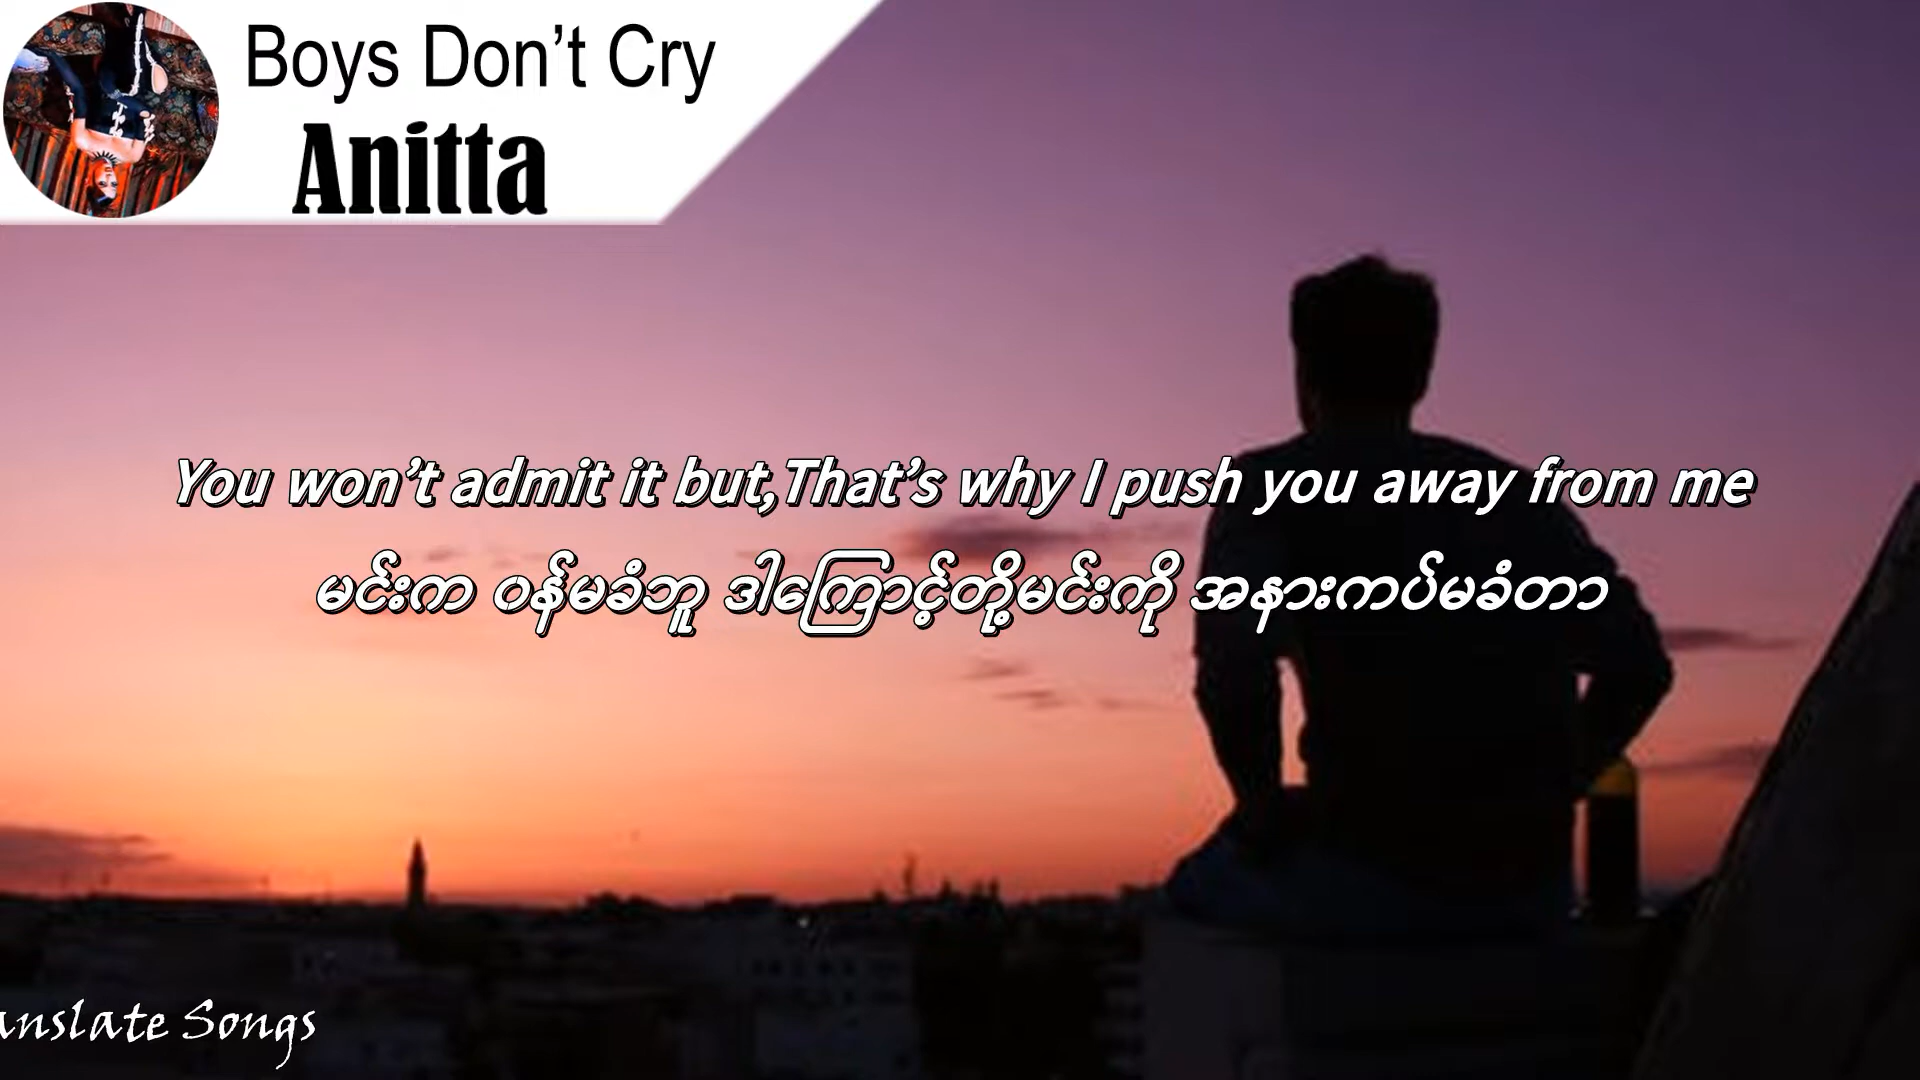 Boys Don’t Cry
Anitta
You won’t admit it but,That’s why I push you away from me
မင်းက ဝန်မခံဘူ ဒါကြောင့်တို့မင်းကို အနားကပ်မခံတာ
anslate Songs